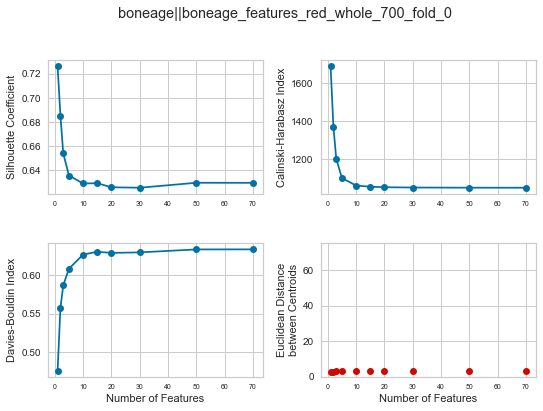 boneage||boneage_features_red_whole_700_fold_0
Silhouette Coefficient
0.72
0.70
0.68
0.66
0.64
0 10 20 30 40 50 60 70
Calinski-Harabasz Index
1600
1400
1200
0 10 20 30 40 50 60 70
Davies-Bouldin Index
0.60
0.55
0.50
0 10 20 30 40 50 60 70
Number of Features
Euclidean Distance
between Centroids
60
40
20
0
0 10 20 30 40 50 60 70
Number of Features